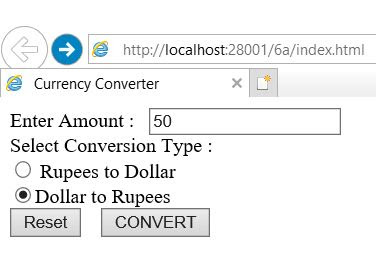 http://localhost:28001/6a/index.html
Currency Converter
Enter Amount : 50
Select Conversion Type :
Rupees to Dollar
Dollar to Rupees
Reset CONVERT